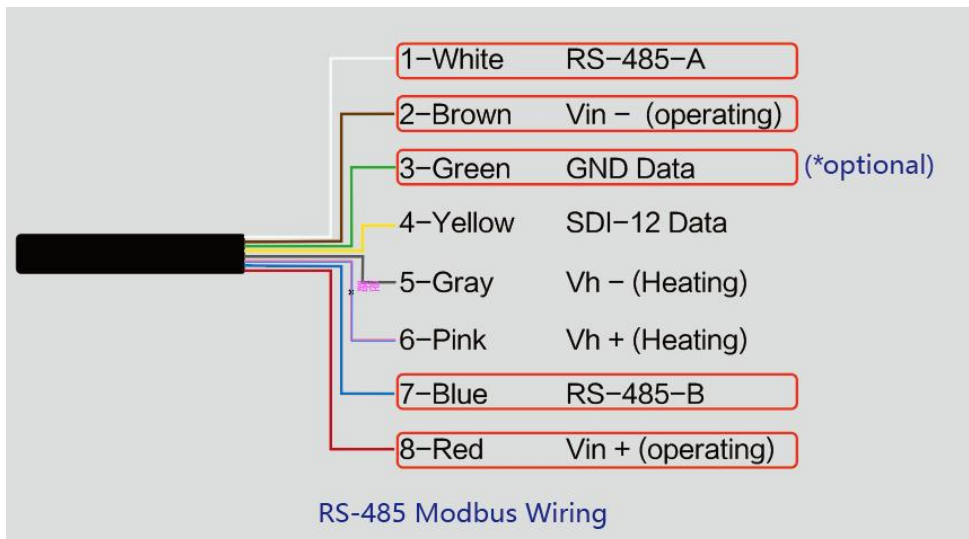 1-White RS-485-A
2-Brown Vin - (operating)
3-Green GND Data (*optional)
4-Yellow SDI-12 Data
5-Gray Vh - (Heating)
路径
6-Pink Vh + (Heating)
7-Blue RS-485-B
8-Red Vin + (operating)
RS-485 Modbus Wiring